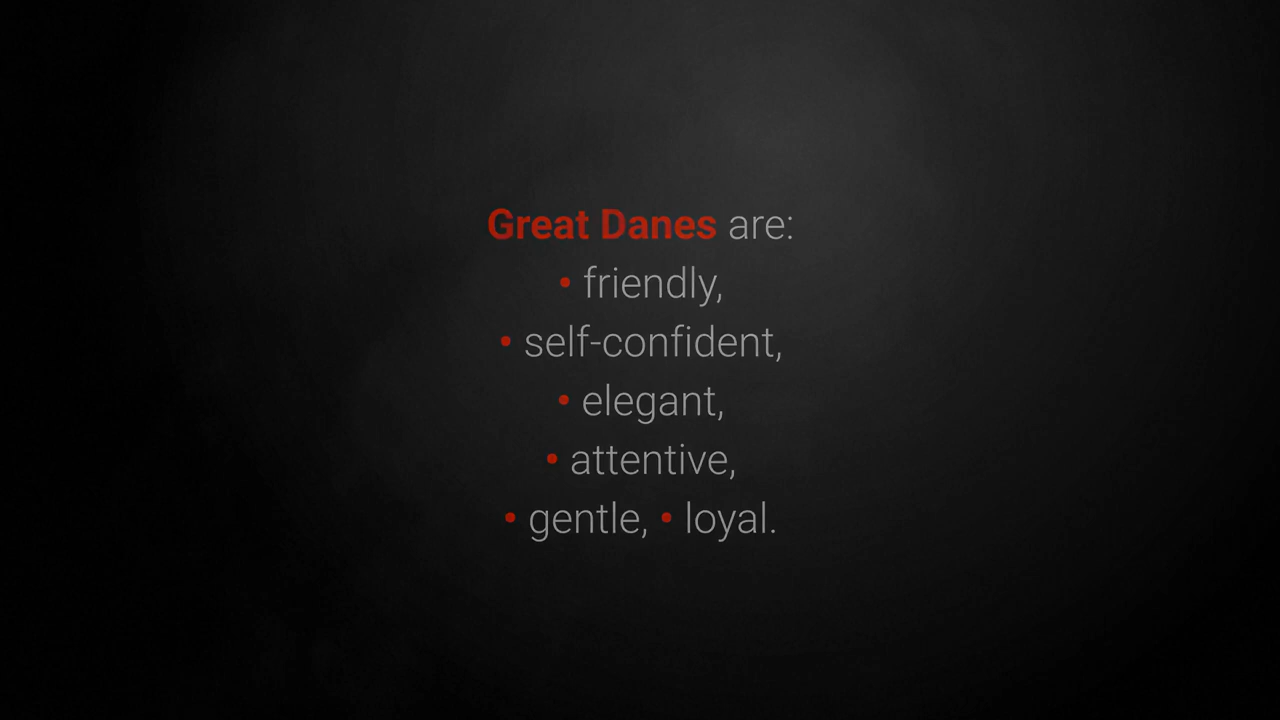 Great Danes are:
• friendly,
• self-confident,
• elegant,
• attentive,
• gentle, • loyal.